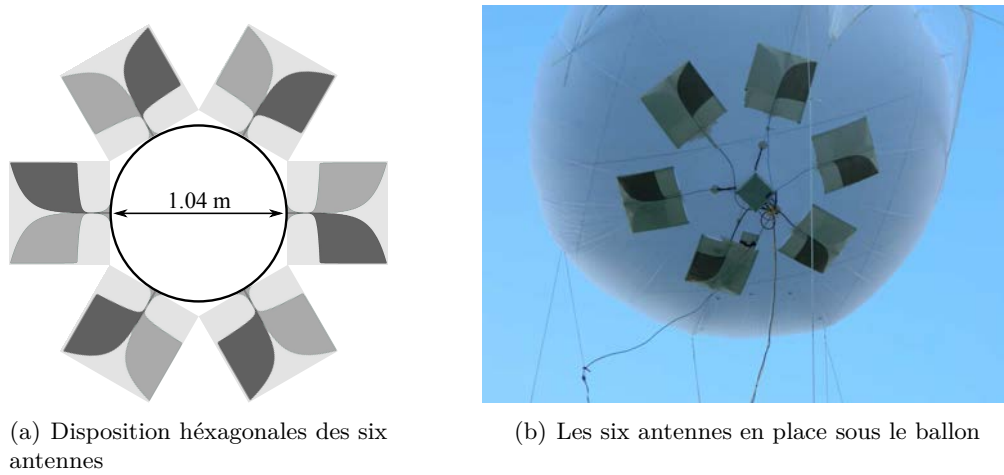 1.04 m
(a) Disposition héxagonales des six
antennes
(b) Les six antennes en place sous le ballon